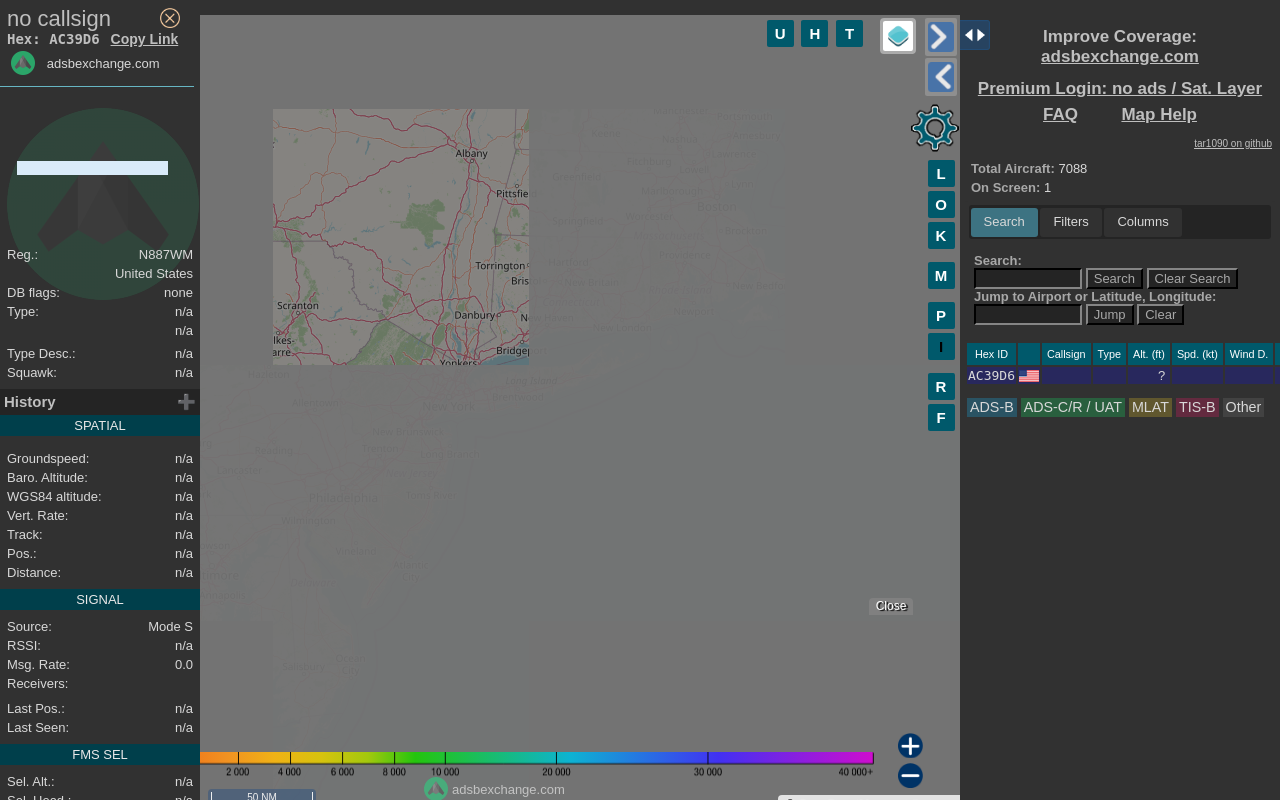 no callsign
Hex: AC39D6 Copy Link
adsbexchange.com
Reg.: N887WM
United States
DB flags: none
Type: n/a
n/a
Type Desc.: n/a
Squawk: n/a
History
SPATIAL
Groundspeed: n/a
Baro. Altitude: n/a
WGS84 altitude: n/a
Vert. Rate: n/a
Track: n/a
Pos.: n/a
Distance: n/a
SIGNAL
Source: Mode S
RSSI: n/a
Msg. Rate: 0.0
Receivers:
Last Pos.: n/a
Last Seen: n/a
FMS SEL
Sel. Alt.: n/a
Sel. Head.: n/a
U H T
Albany
Pittsfie
Torrington
Bris
Scranton
Danbury
N
lkes-
arre
Bridgep
Yonkers
Philadelphia
L
O
K
M
P
I
R
F
Close
2 000 4 000 6 000 8 000 10 000 20 000 30 000 40 000+
adsbexchange.com
50 NM
Improve Coverage:
adsbexchange.com
Premium Login: no ads / Sat. Layer
FAQ Map Help
tar1090 on github
Total Aircraft: 7088
On Screen: 1
Search Filters Columns
Search:
Search Clear Search
Jump to Airport or Latitude, Longitude:
Jump Clear
Hex ID Callsign Type Alt. (ft) Spd. (kt) Wind D.
AC39D6 ?
ADS-B ADS-C/R / UAT MLAT TIS-B Other